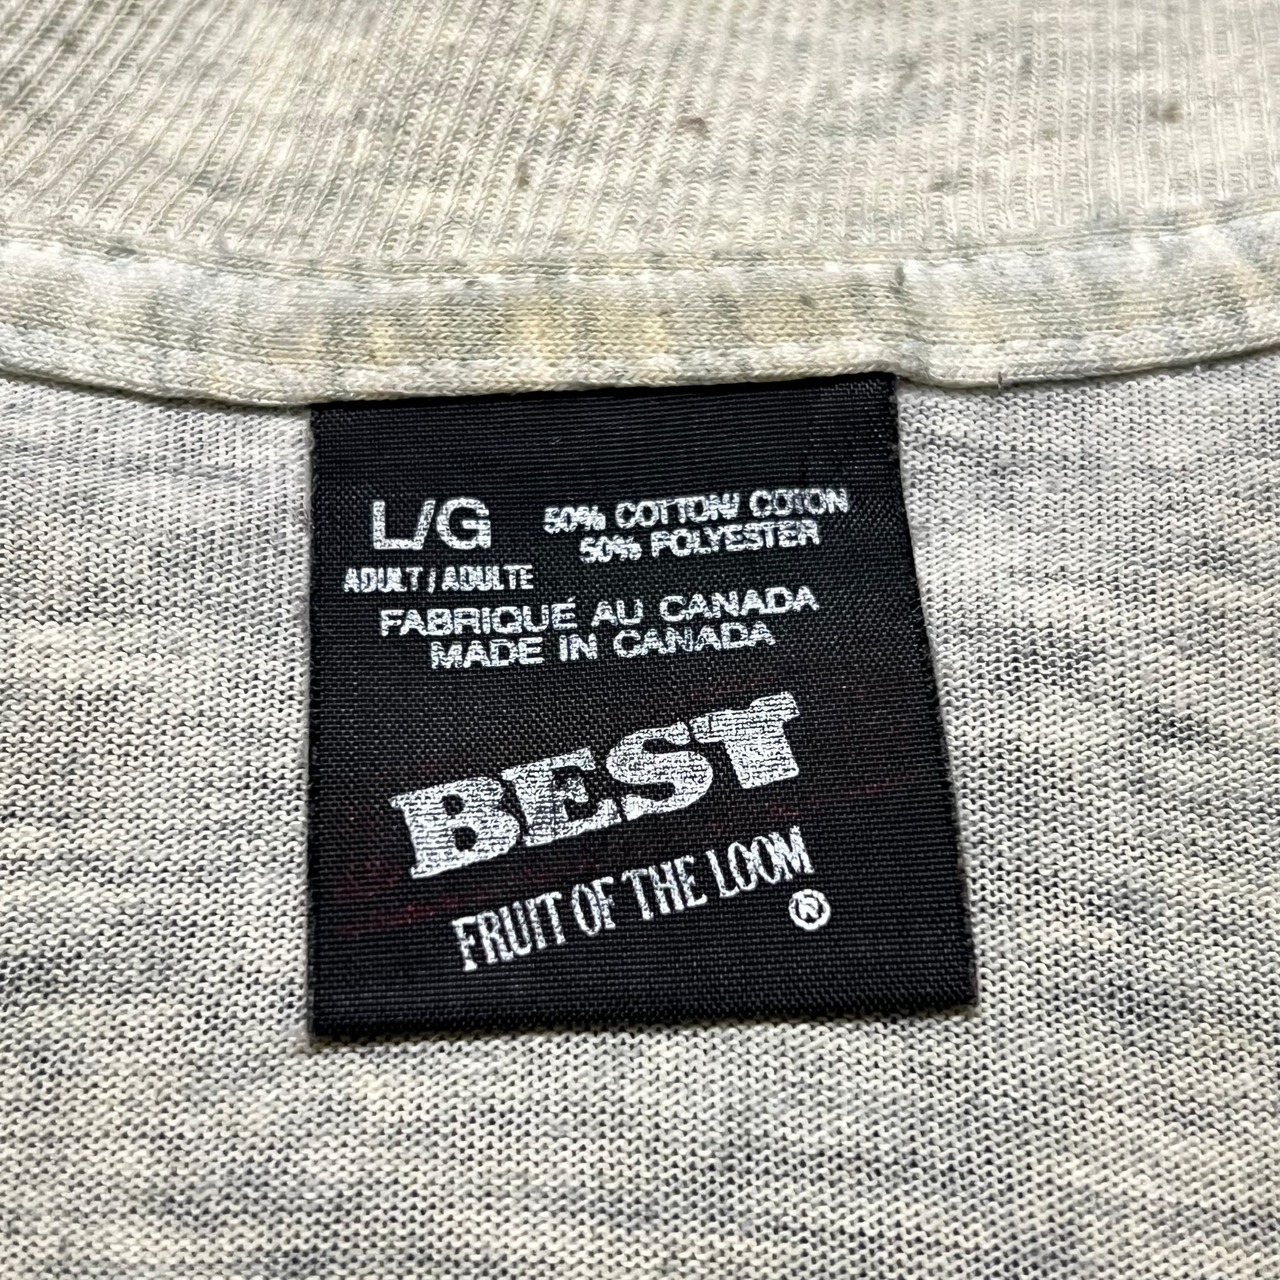 L/G
ADULT / ADULTE
50% COTTON/ COTON
50% POLYESTER
FABRIQUÉ AU CANADA
MADE IN CANADA
BEST
FRUIT OF THE LOOM
®